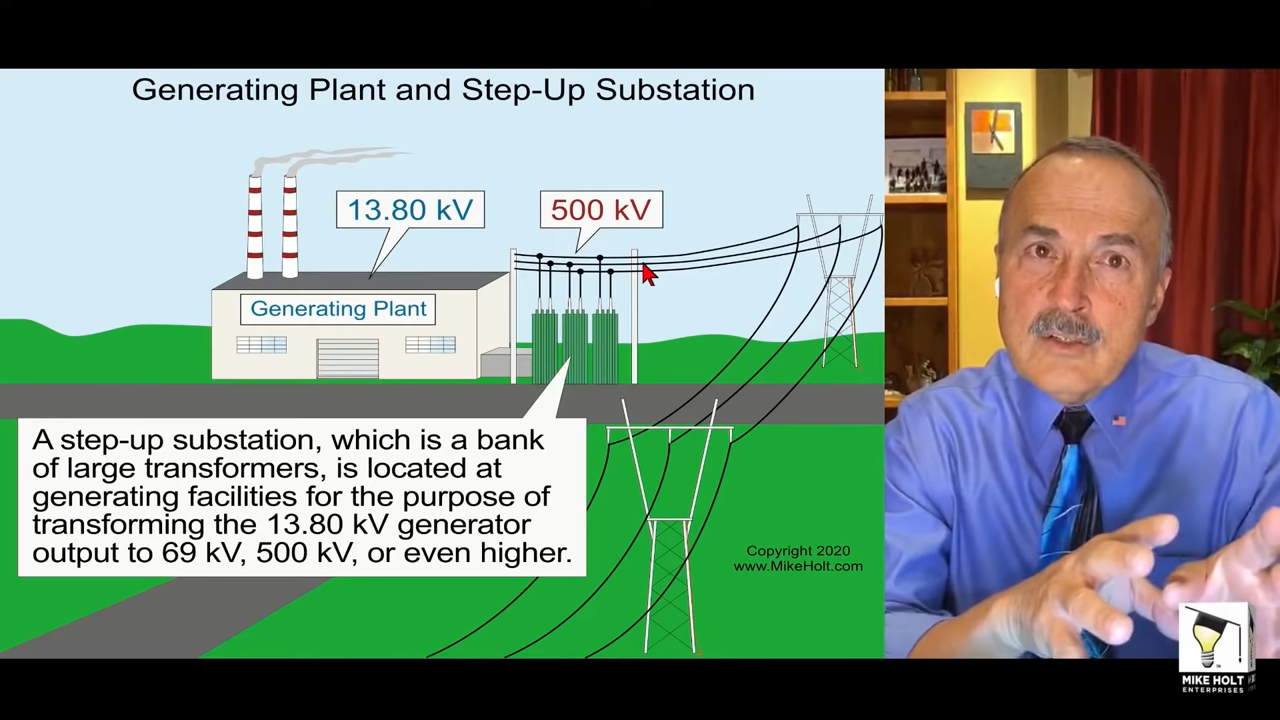 Generating Plant and Step-Up Substation
13.80 kV
500 kV
Generating Plant
A step-up substation, which is a bank
of large transformers, is located at
generating facilities for the purpose of
transforming the 13.80 kV generator
output to 69 kV, 500 kV, or even higher.
Copyright 2020
www.MikeHolt.com
MIKE HOLT
ENTERPRISES